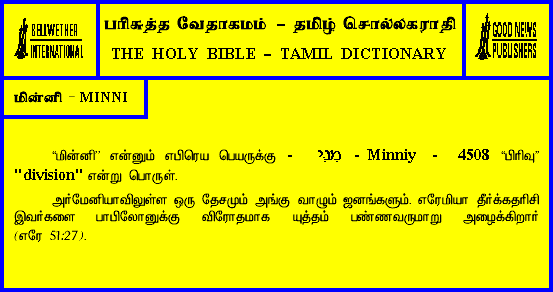 BELLWETHER
INTERNATIONAL
பரிசுத்த வேதாகமம் – தமிழ் சொல்லகராதி
THE HOLY BIBLE – TAMIL DICTIONARY
GOOD NEWS
PUBLISHERS
மின்னி – MINNI
“மின்னி” என்னும் எபிரெய பெயருக்கு - מִנִּי - Minniy - 4508 “பிரிவு”
"division" என்று பொருள்.
அர்மேனியாவிலுள்ள ஒரு தேசமும் அங்கு வாழும் ஜனங்களும். எரேமியா தீர்க்கதரிசி
இவர்களை பாபிலோனுக்கு விரோதமாக யுத்தம் பண்ணவருமாறு அழைக்கிறார்
(எரே 51:27).